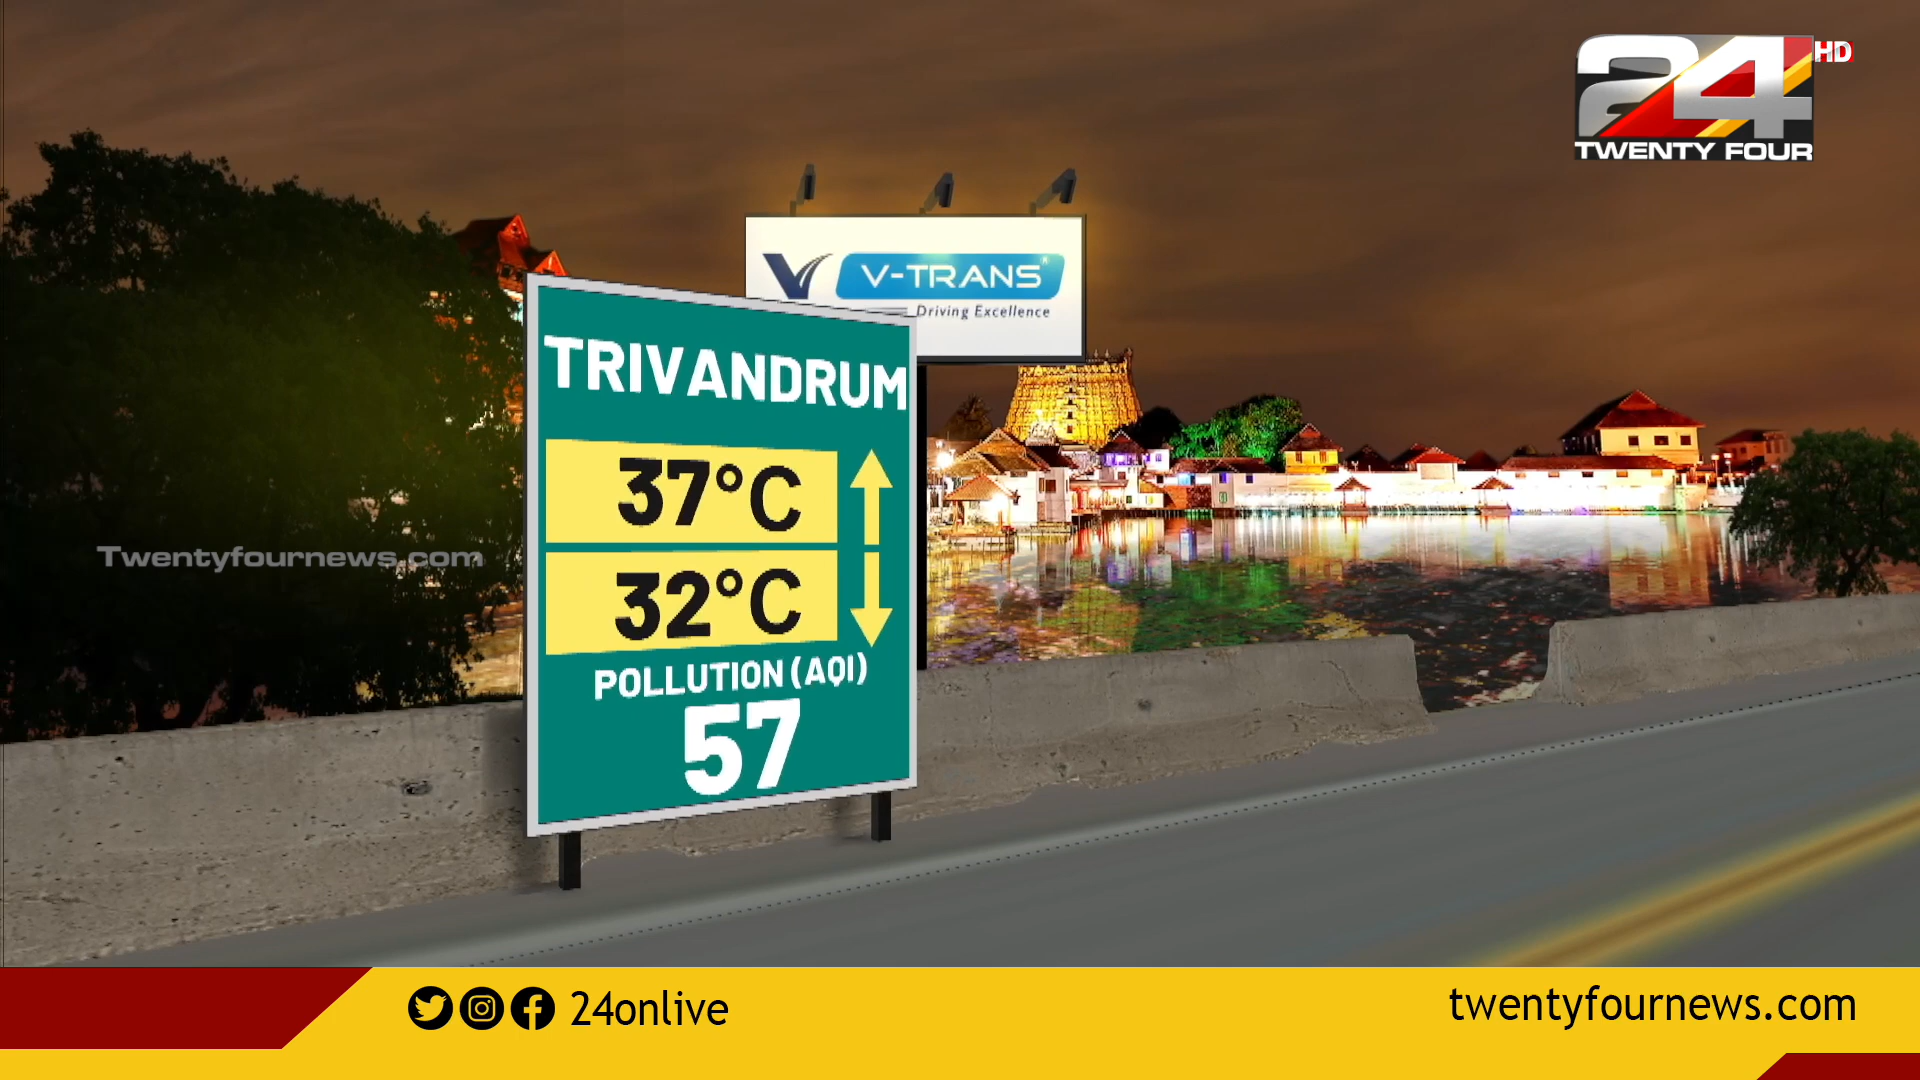 24
HD
TWENTY FOUR
V-TRANS®
Driving Excellence
TRIVANDRUM
37°C
32°C
POLLUTION (AQI)
57
Twentyfournews.com
24onlive
twentyfournews.com